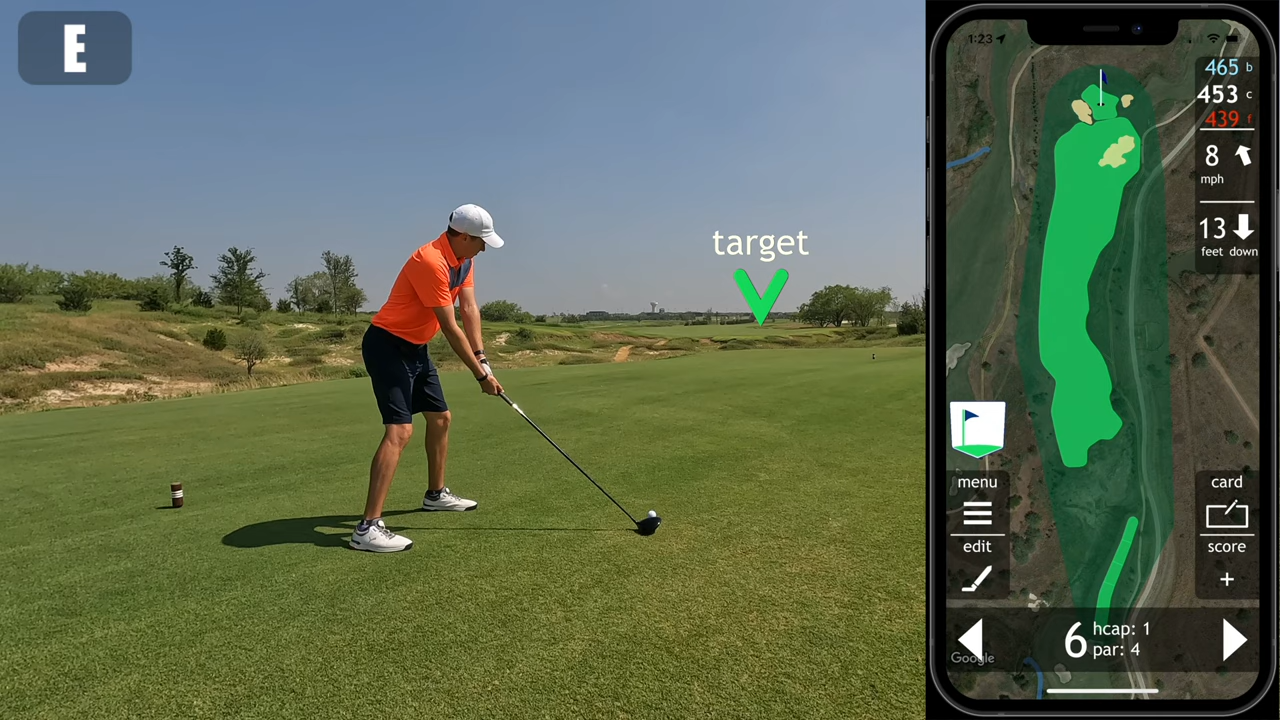 E
target
1:23
465 b
453 c
439 f
8
mph
13
feet down
menu
edit
card
score
+
6
hcap: 1
par: 4
Google